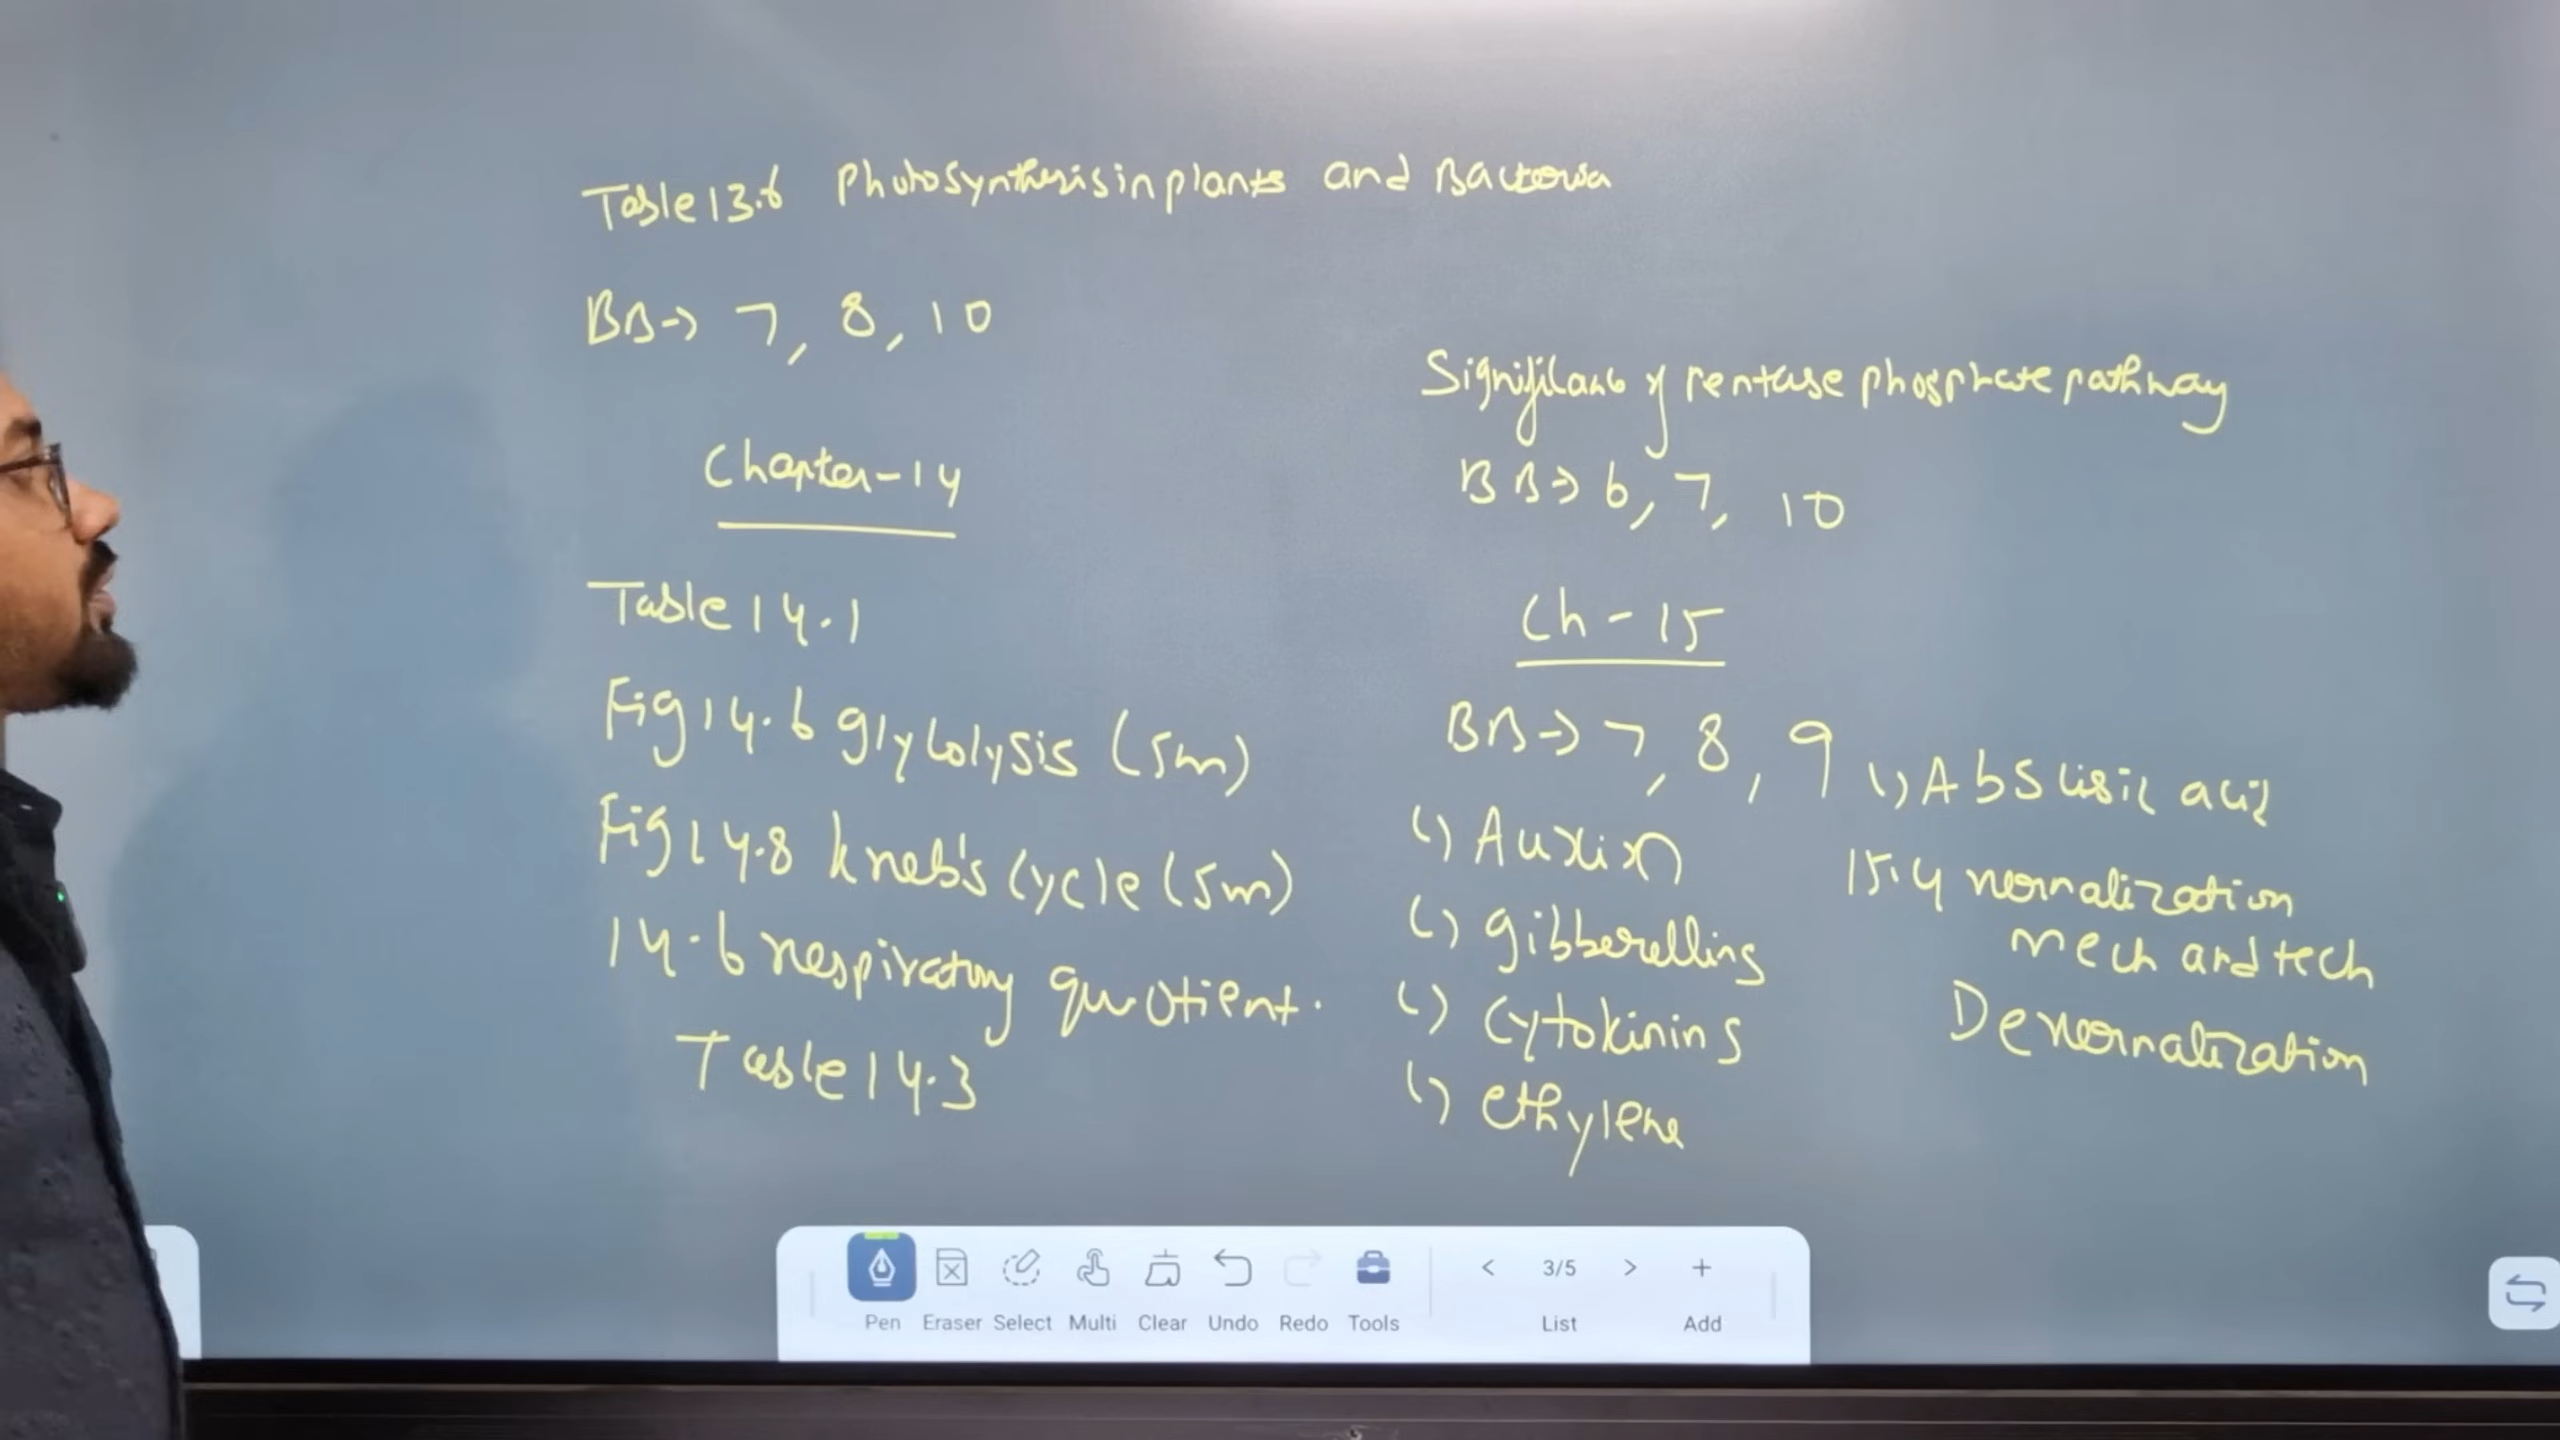 Table 13.6 Photosynthesis in plants and Bacteria
BB→ 7, 8, 10
Chapter-14
Table 14.1
Fig 14.6 glycolysis (5m)
Fig 14.8 kreb's cycle (5m)
14.6 respiratory quotient.
Table 14.3
Significance of pentose phosphate pathway
BB→ 6, 7, 10
Ch-15
BB→ 7, 8, 9
(,) Auxin
(,) gibberellins
(,) cytokinins
(,) ethylene
(,) Abscisic acid
15.4 vernalization
mech and tech
Devernalization
Pen
Eraser
Select
Multi
Clear
Undo
Redo
Tools
< 3/5 > +
List
Add